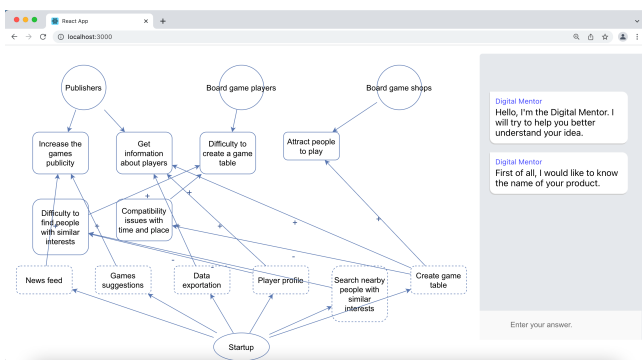 React App
localhost:3000
Publishers
Board game players
Board game shops
Increase the
games
publicity
Get
information
about players
Difficulty to
create a game
table
Attract people
to play
Difficulty to
find people
with similar
interests
Compatibility
issues with
time and place
News feed
Games
suggestions
Data
exportation
Player profile
Search nearby
people with
similar
interests
Create game
table
Startup
+
+
+
+
+
+
-
-
-
Digital Mentor
Hello, I'm the Digital Mentor. I
will try to help you better
understand your idea.
Digital Mentor
First of all, I would like to know
the name of your product.
Enter your answer.